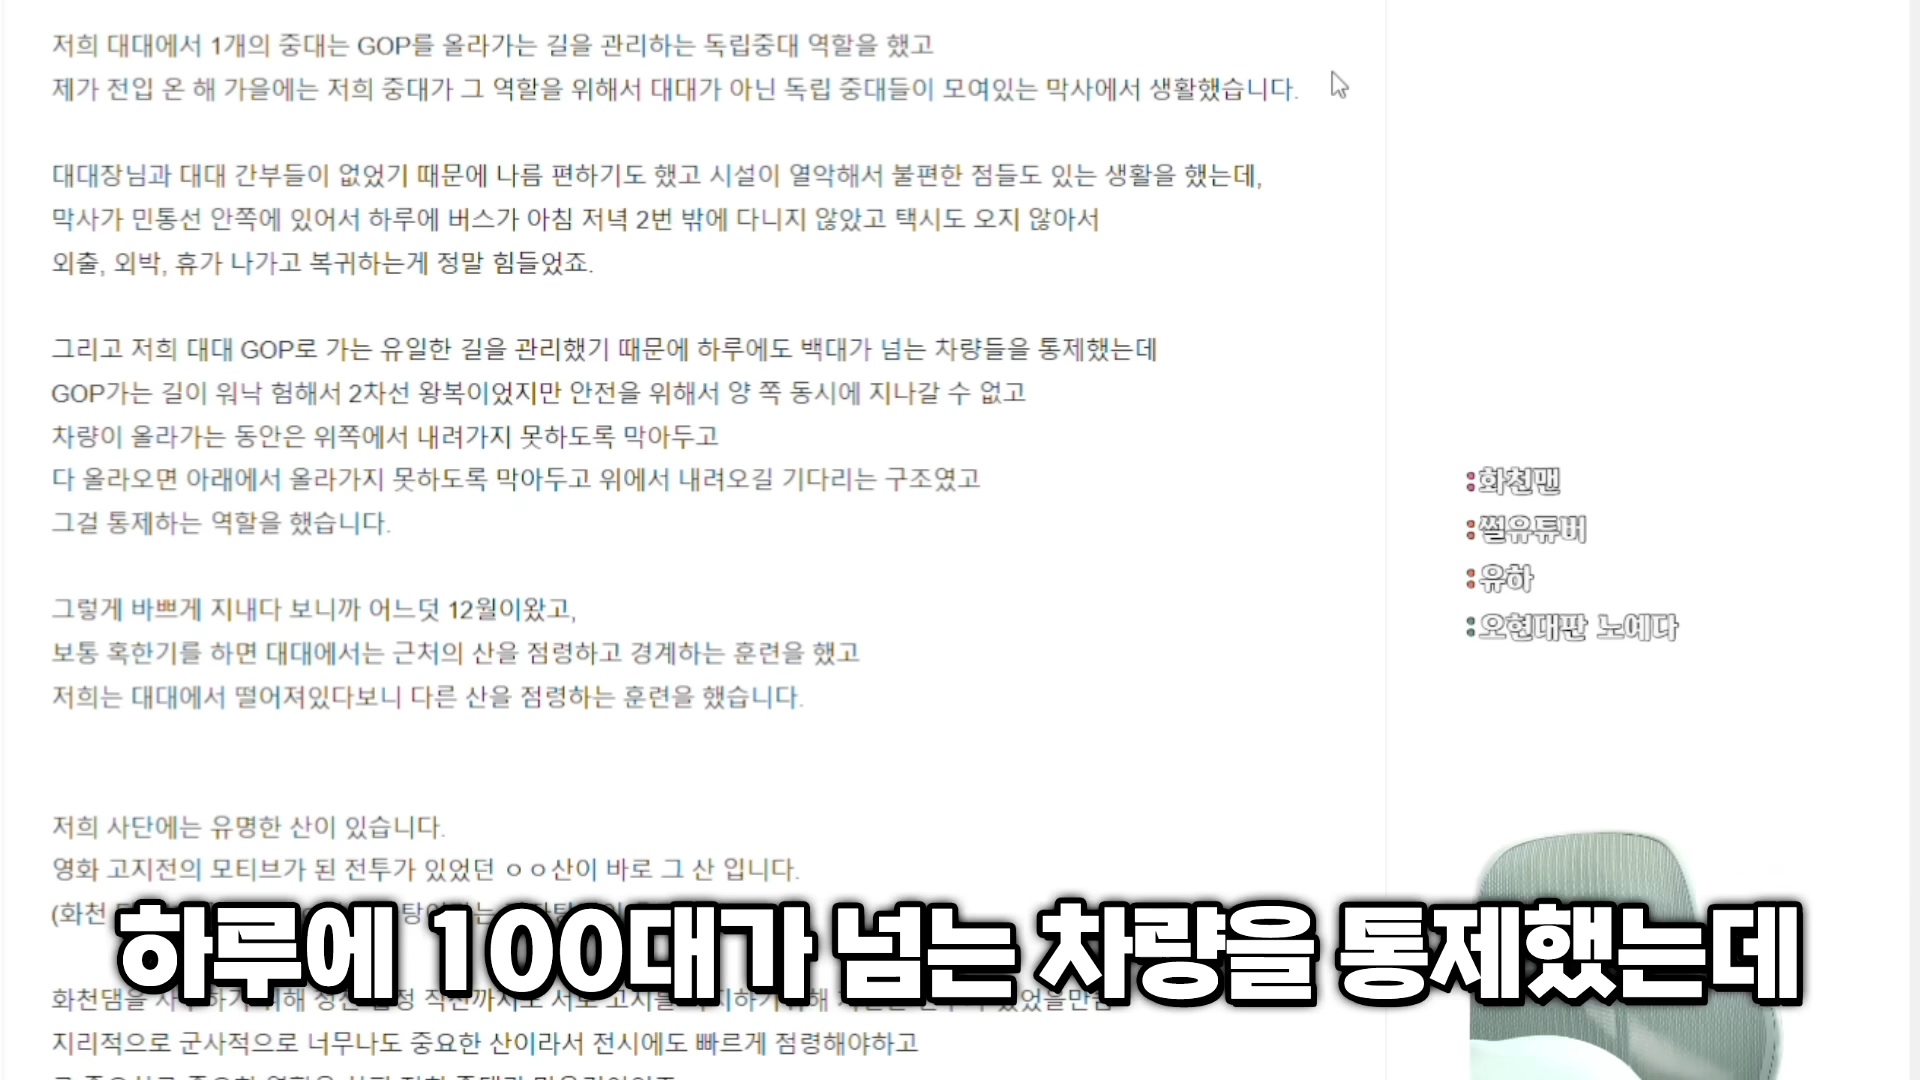 저희 대대에서 1개의 중대는 GOP를 올라가는 길을 관리하는 독립중대 역할을 했고
제가 전입 온 해 가을에는 저희 중대가 그 역할을 위해서 대대가 아닌 독립 중대들이 모여있는 막사에서 생활했습니다.
대대장님과 대대 간부들이 없었기 때문에 나름 편하기도 했고 시설이 열악해서 불편한 점들도 있는 생활을 했는데,
막사가 민통선 안쪽에 있어서 하루에 버스가 아침 저녁 2번 밖에 다니지 않았고 택시도 오지 않아서
외출, 외박, 휴가 나가고 복귀하는게 정말 힘들었죠.
그리고 저희 대대 GOP로 가는 유일한 길을 관리했기 때문에 하루에도 백대가 넘는 차량들을 통제했는데
GOP가는 길이 워낙 험해서 2차선 왕복이었지만 안전을 위해서 양 쪽 동시에 지나갈 수 없고
차량이 올라가는 동안은 위쪽에서 내려가지 못하도록 막아두고
다 올라오면 아래에서 올라가지 못하도록 막아두고 위에서 내려오길 기다리는 구조였고
그걸 통제하는 역할을 했습니다.
그렇게 바쁘게 지내다 보니까 어느덧 12월이왔고,
보통 혹한기를 하면 대대에서는 근처의 산을 점령하고 경계하는 훈련을 했고
저희는 대대에서 떨어져있다보니 다른 산을 점령하는 훈련을 했습니다.
저희 사단에는 유명한 산이 있습니다.
영화 고지전의 모티브가 된 전투가 있었던 ㅇㅇ산이 바로 그 산 입니다.
(화천
하루에 100대가 넘는 차량을 통제했는데
화천댐을
지리적으로 군사적으로 너무나도 중요한 산이라서 전시에도 빠르게 점령해야하고
:화천맨
:썰유튜버
:유하
:오현대판 노예다